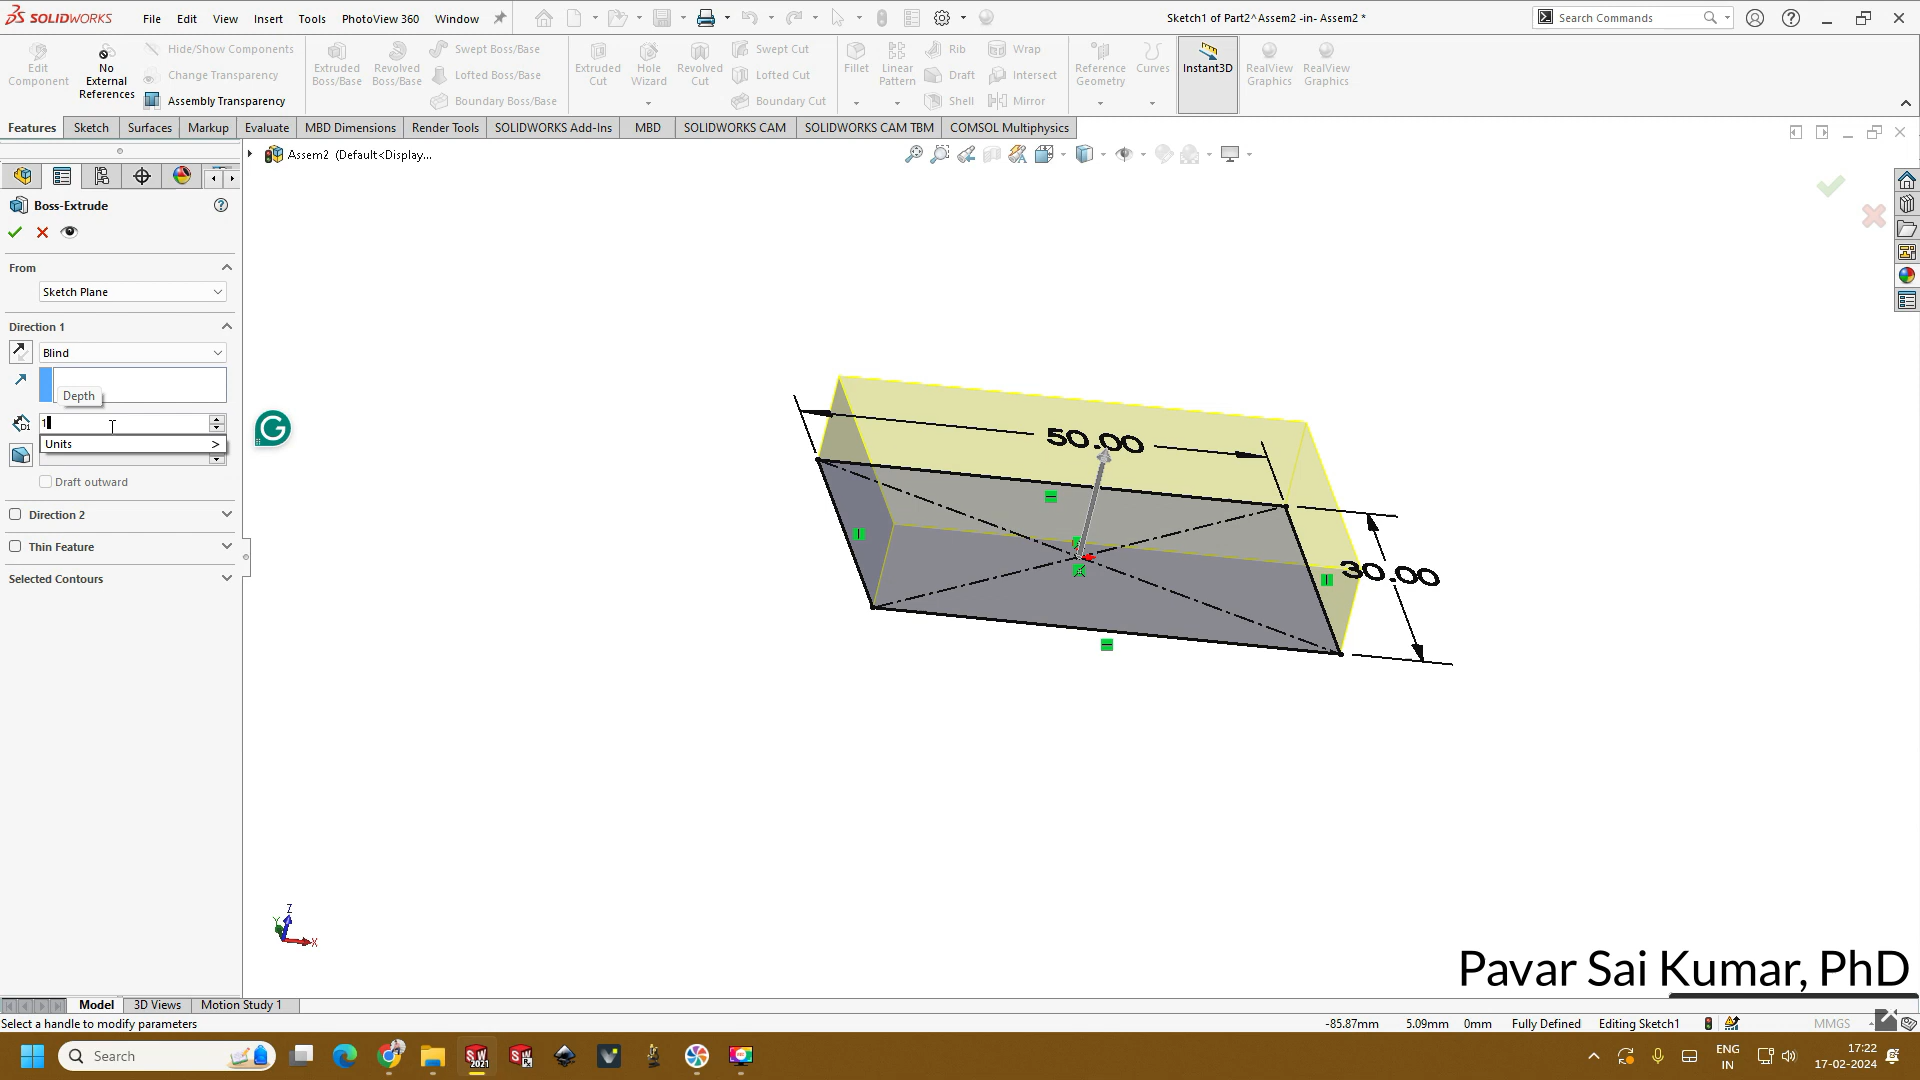 SOLIDWORKS
File Edit View Insert Tools PhotoView 360 Window
Sketch1 of Part2^Assem2 -in- Assem2 *
Search Commands
Edit Component
No External References
Hide/Show Components
Change Transparency
Assembly Transparency
Extruded Boss/Base
Revolved Boss/Base
Swept Boss/Base
Lofted Boss/Base
Boundary Boss/Base
Extruded Cut
Hole Wizard
Revolved Cut
Swept Cut
Lofted Cut
Boundary Cut
Fillet
Linear Pattern
Rib
Draft
Shell
Wrap
Intersect
Mirror
Reference Geometry
Curves
Instant3D
RealView Graphics
RealView Graphics
Features Sketch Surfaces Markup Evaluate MBD Dimensions Render Tools SOLIDWORKS Add-Ins MBD SOLIDWORKS CAM SOLIDWORKS CAM TBM COMSOL Multiphysics
Assem2 (Default<Display...
Boss-Extrude
From
Sketch Plane
Direction 1
Blind
Depth
D1
1
Units >
Draft outward
Direction 2
Thin Feature
Selected Contours
50.00
30.00
G
Z
Y
X
Pavar Sai Kumar, PhD
Model 3D Views Motion Study 1
Select a handle to modify parameters
-85.87mm 5.09mm 0mm Fully Defined Editing Sketch1 MMGS
Search
SW 2021
ENG
IN
17:22
17-02-2024